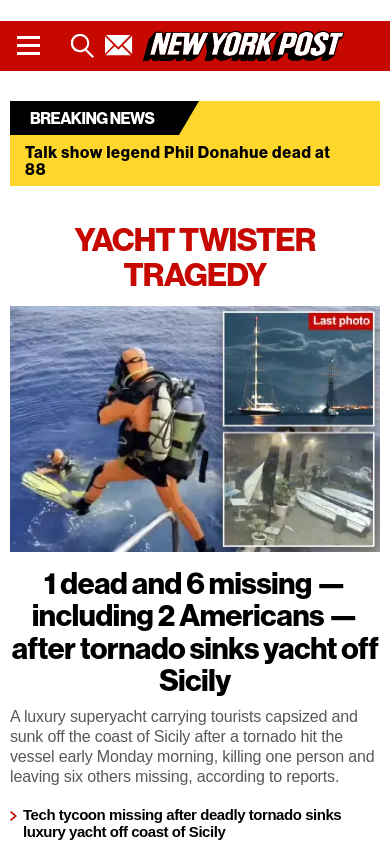 NEW YORK POST
BREAKING NEWS
Talk show legend Phil Donahue dead at
88
YACHT TWISTER
TRAGEDY
Last photo
1 dead and 6 missing —
including 2 Americans —
after tornado sinks yacht off
Sicily
A luxury superyacht carrying tourists capsized and
sunk off the coast of Sicily after a tornado hit the
vessel early Monday morning, killing one person and
leaving six others missing, according to reports.
Tech tycoon missing after deadly tornado sinks
luxury yacht off coast of Sicily